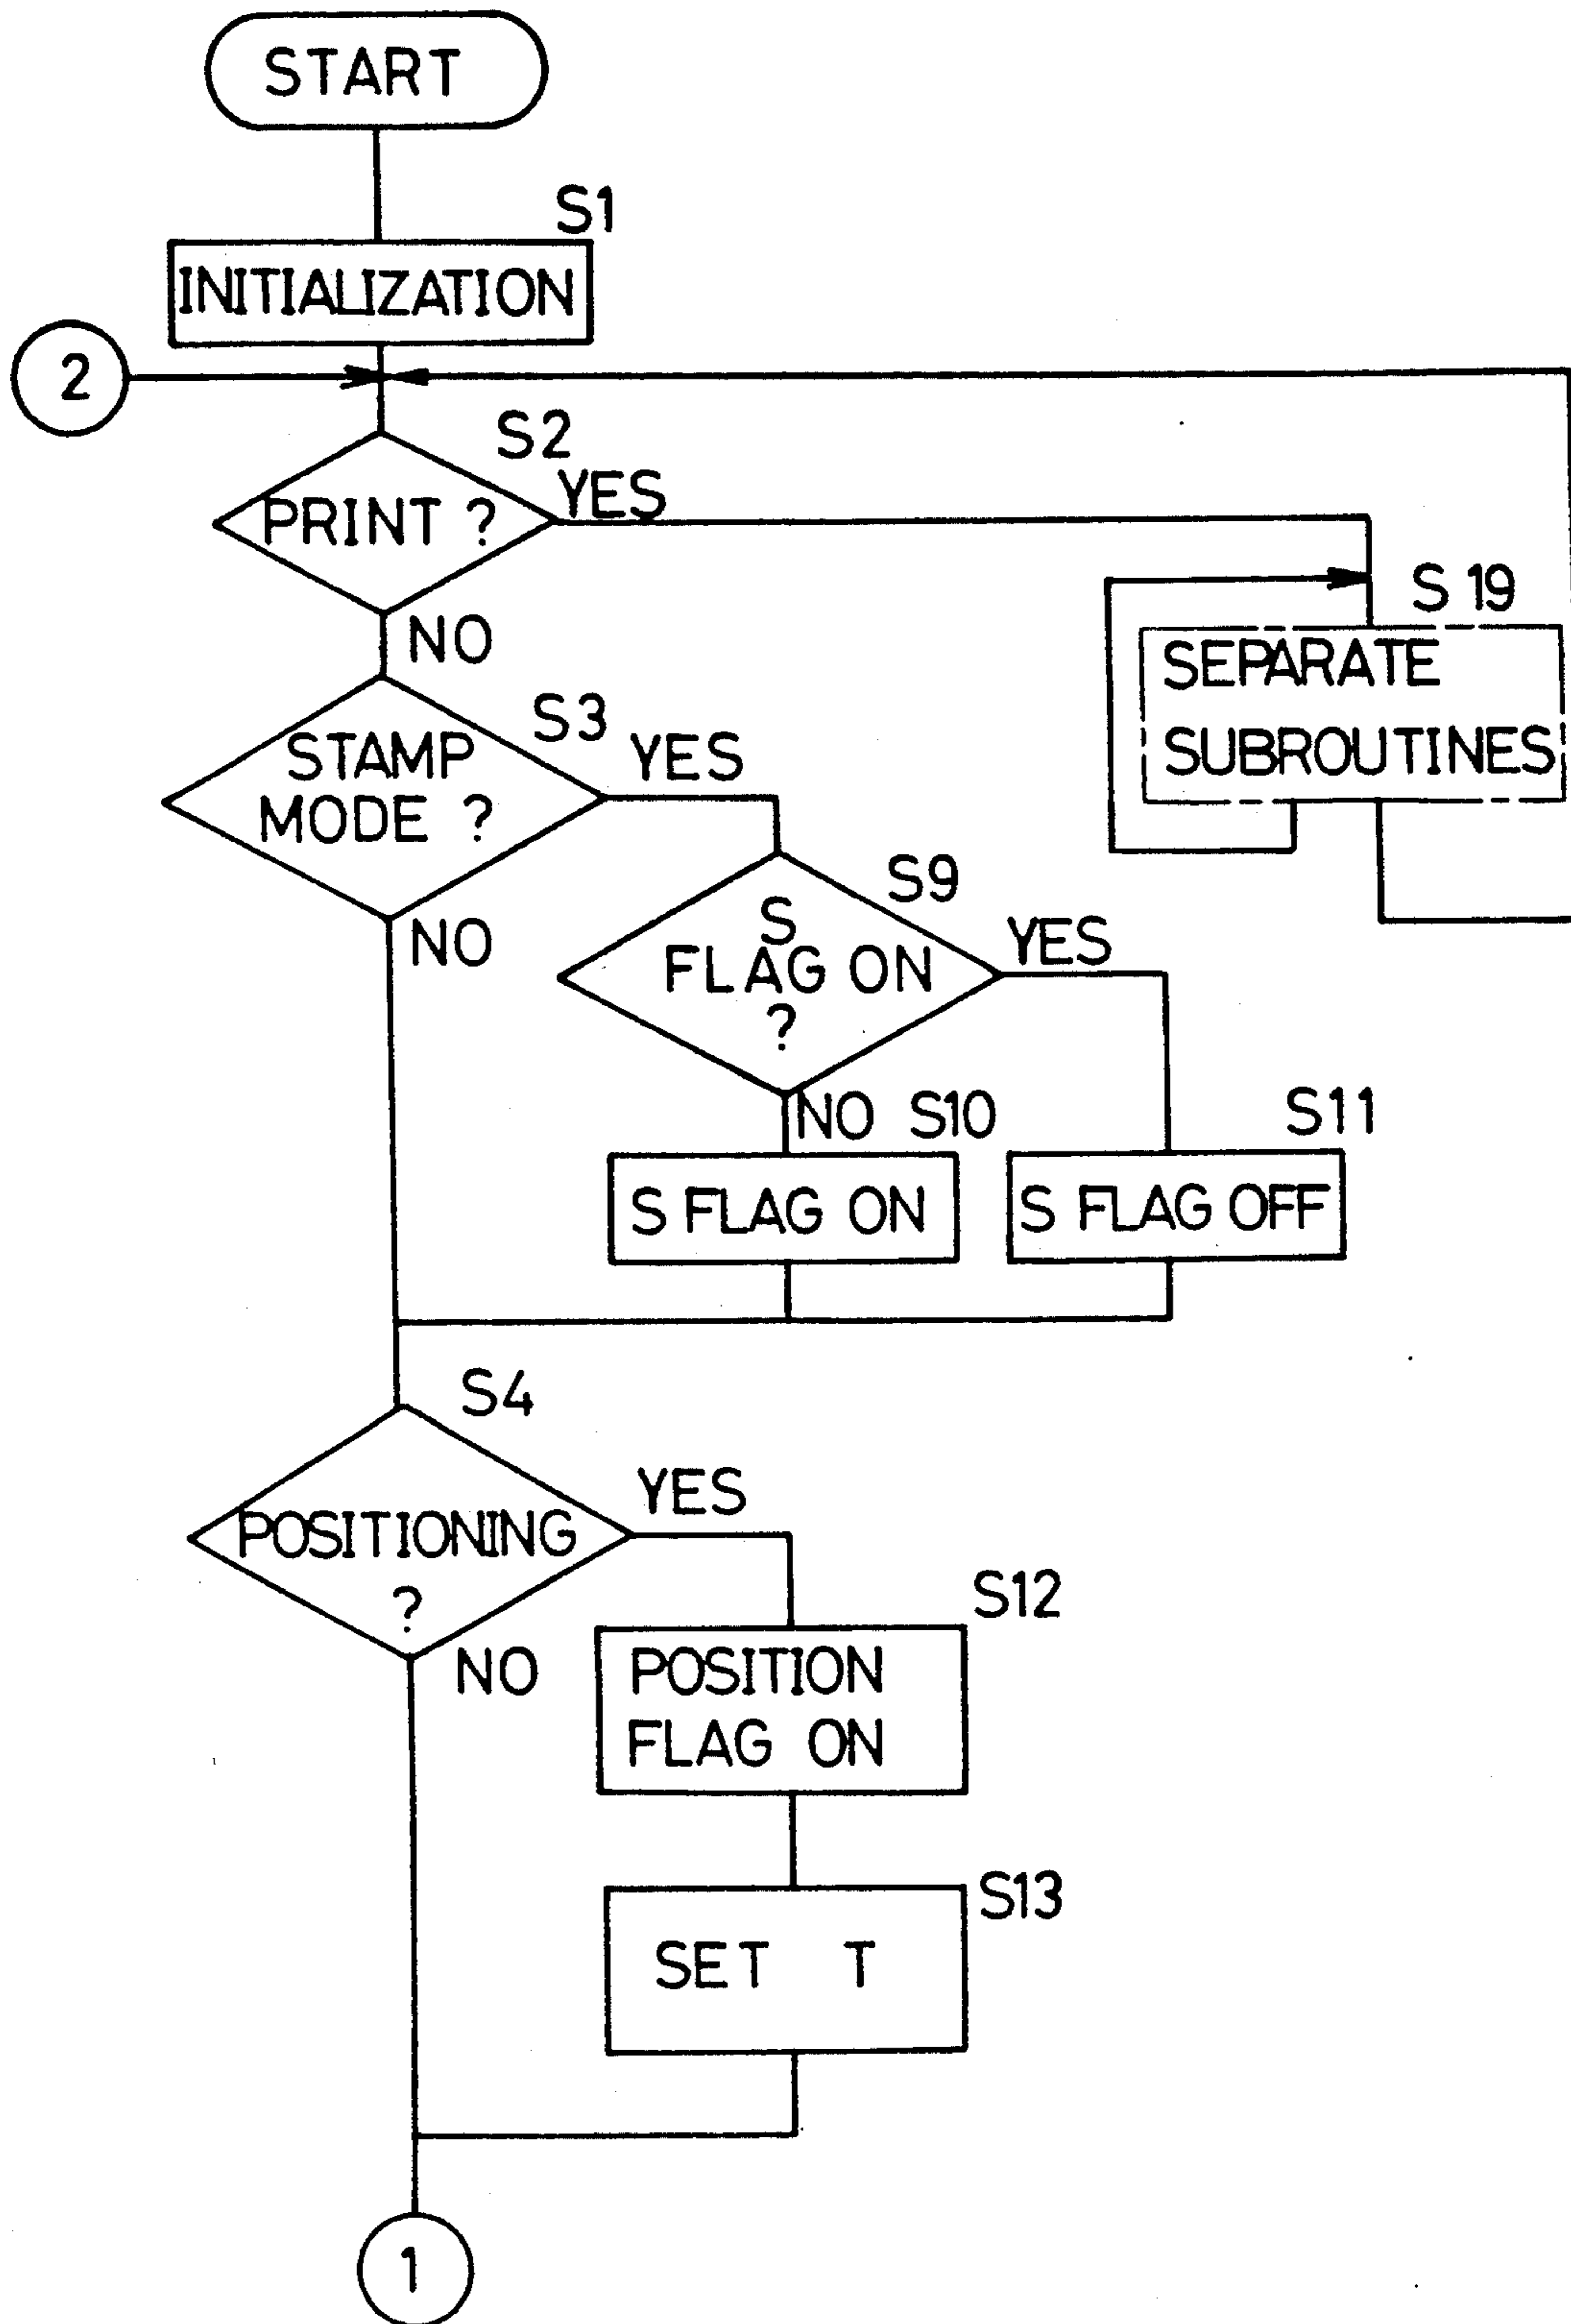 START
S1
INITIALIZATION
2
S2
PRINT ?
YES
NO
S 19
SEPARATE
SUBROUTINES
S3
STAMP
MODE ?
YES
NO
S9
S
FLAG ON
?
YES
NO
S10
S11
S FLAG ON
S FLAG OFF
S4
POSITIONING
?
YES
NO
S12
POSITION
FLAG ON
S13
SET T
1